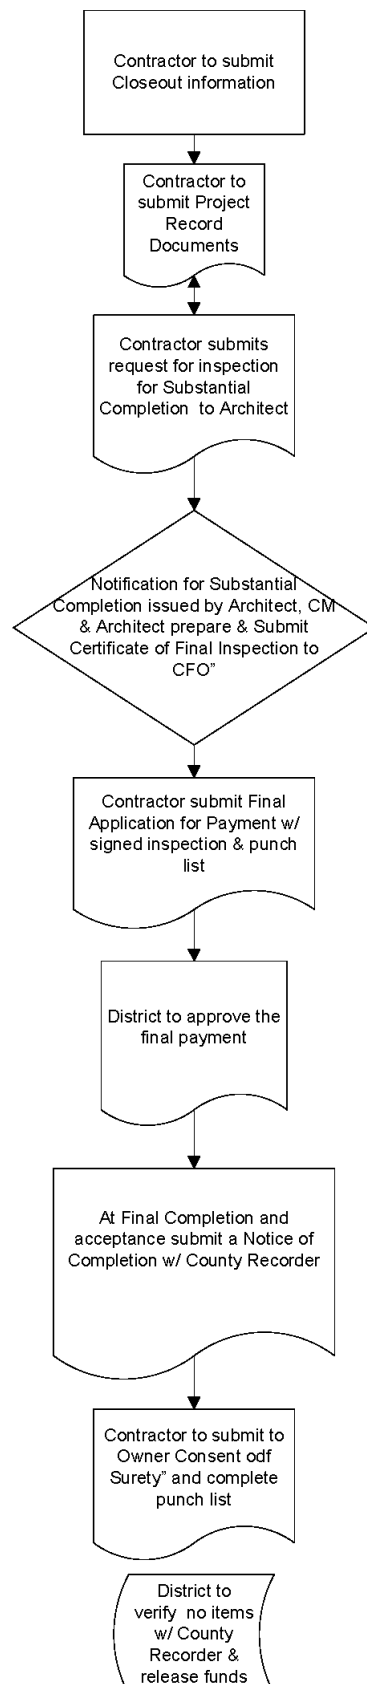 Contractor to submit
Closeout information
Contractor to
submit Project
Record
Documents
Contractor submits
request for inspection
for Substantial
Completion to Architect
Notification for Substantial
Completion issued by Architect, CM
& Architect prepare & Submit
Certificate of Final Inspection to
CFO"
Contractor submit Final
Application for Payment w/
signed inspection & punch
list
District to approve the
final payment
At Final Completion and
acceptance submit a Notice of
Completion w/ County Recorder
Contractor to submit to
Owner Consent odf
Surety" and complete
punch list
District to
verify no items
w/ County
Recorder &
release funds